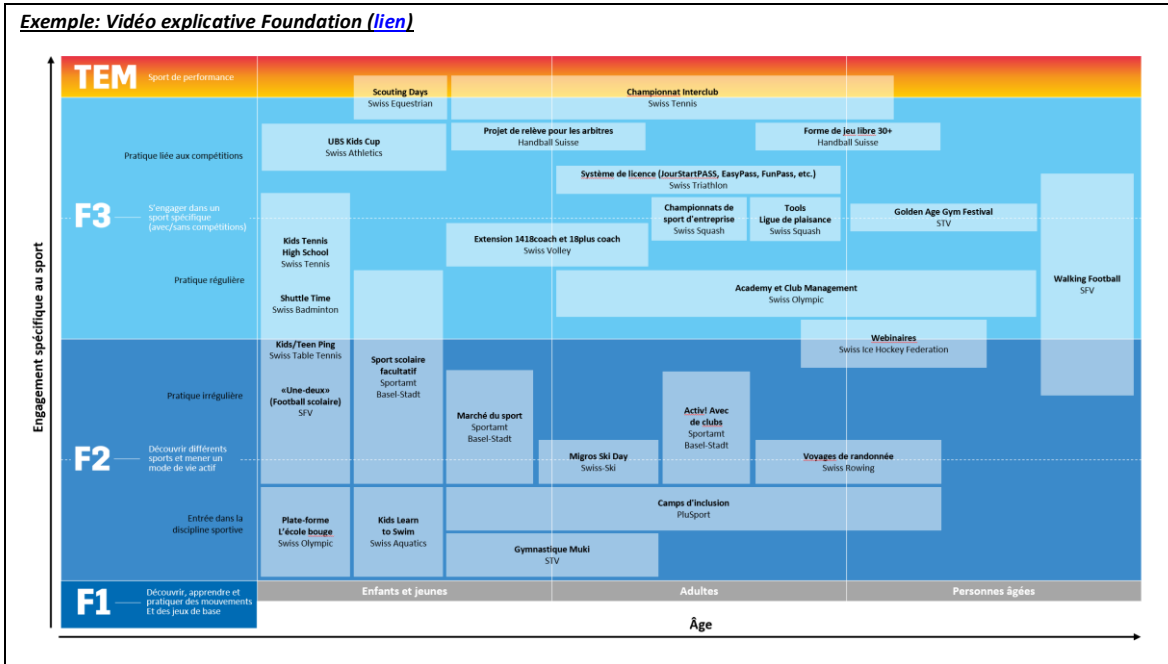 Exemple: Vidéo explicative Foundation (lien)
Engagement spécifique au sport
TEM
Sport de performance
Scouting Days
Swiss Equestrian
Championnat Interclub
Swiss Tennis
Pratique liée aux compétitions
UBS Kids Cup
Swiss Athletics
Projet de relève pour les arbitres
Handball Suisse
Forme de jeu libre 30+
Handball Suisse
Système de licence (JourStartPASS, EasyPass, FunPass, etc.)
Swiss Triathlon
F3
S'engager dans un
sport spécifique
(avec/sans compétitions)
Championnats de
sport d'entreprise
Swiss Squash
Tools
Ligue de plaisance
Swiss Squash
Golden Age Gym Festival
STV
Kids Tennis
High School
Swiss Tennis
Extension 1418coach et 18plus coach
Swiss Volley
Pratique régulière
Shuttle Time
Swiss Badminton
Academy et Club Management
Swiss Olympic
Walking Football
SFV
Kids/Teen Ping
Swiss Table Tennis
Webinaires
Swiss Ice Hockey Federation
Sport scolaire
facultatif
Sportamt
Basel-Stadt
Pratique irrégulière
«Une-deux»
(Football scolaire)
SFV
Marché du sport
Sportamt
Basel-Stadt
Activ! Avec
de clubs
Sportamt
Basel-Stadt
F2
Découvrir différents
sports et mener un
mode de vie actif
Migros Ski Day
Swiss-Ski
Voyages de randonnée
Swiss Rowing
Entrée dans la
discipline sportive
Plate-forme
L'école bouge
Swiss Olympic
Kids Learn
to Swim
Swiss Aquatics
Camps d'inclusion
PluSport
Gymnastique Muki
STV
F1
Découvrir, apprendre et
pratiquer des mouvements
Et des jeux de base
Enfants et jeunes
Adultes
Personnes âgées
Âge